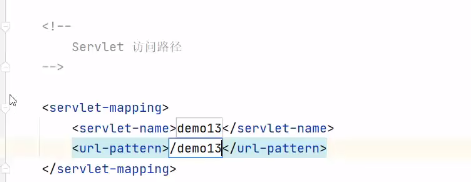 <!--
Servlet 访问路径
-->
<servlet-mapping>
<servlet-name>demo13</servlet-name>
<url-pattern>/demo13</url-pattern>
</servlet-mapping>